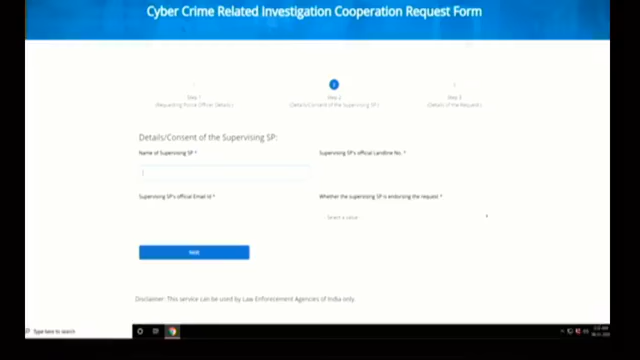 Cyber Crime Related Investigation Cooperation Request Form
Step 1
(Requesting Police Officer Details)
Step 2
(Details/Consent of the Supervising SP)
Step 3
(Details of the Request)
Details/Consent of the Supervising SP:
Name of Supervising SP *
Supervising SP's official Landline No. *
Supervising SP's official Email id *
Whether the supervising SP is endorsing the request *
Select a value
Next
Disclaimer: This service can be used by Law Enforcement Agencies of India only
Type here to search